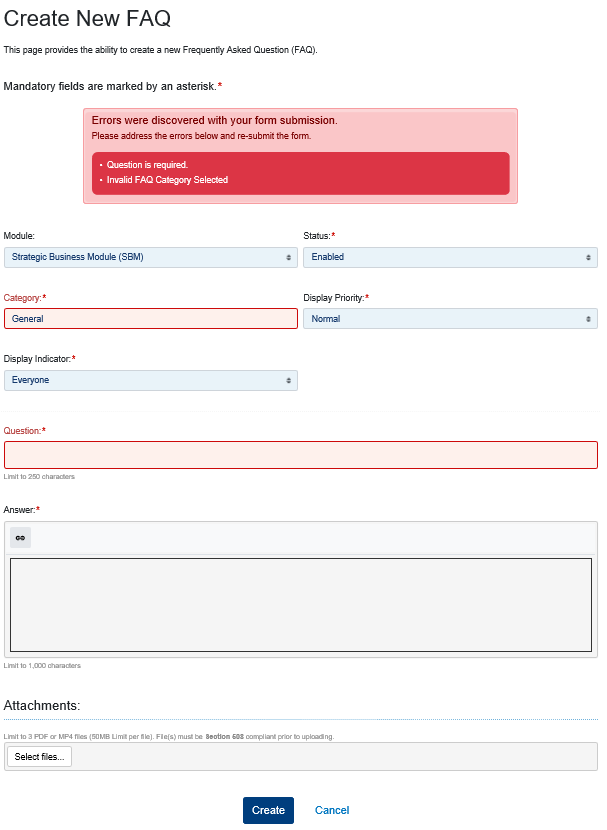 Create New FAQ
This page provides the ability to create a new Frequently Asked Question (FAQ).
Mandatory fields are marked by an asterisk.*
Errors were discovered with your form submission.
Please address the errors below and re-submit the form.
• Question is required.
• Invalid FAQ Category Selected
Module: Status:*
Strategic Business Module (SBM) Enabled
Category:* Display Priority:*
General Normal
Display Indicator:*
Everyone
Question:*
Limit to 250 characters
Answer:*
Limit to 1,000 characters
Attachments:
Limit to 3 PDF or MP4 files (50MB Limit per file). File(s) must be Section 508 compliant prior to uploading.
Select files...
Create Cancel